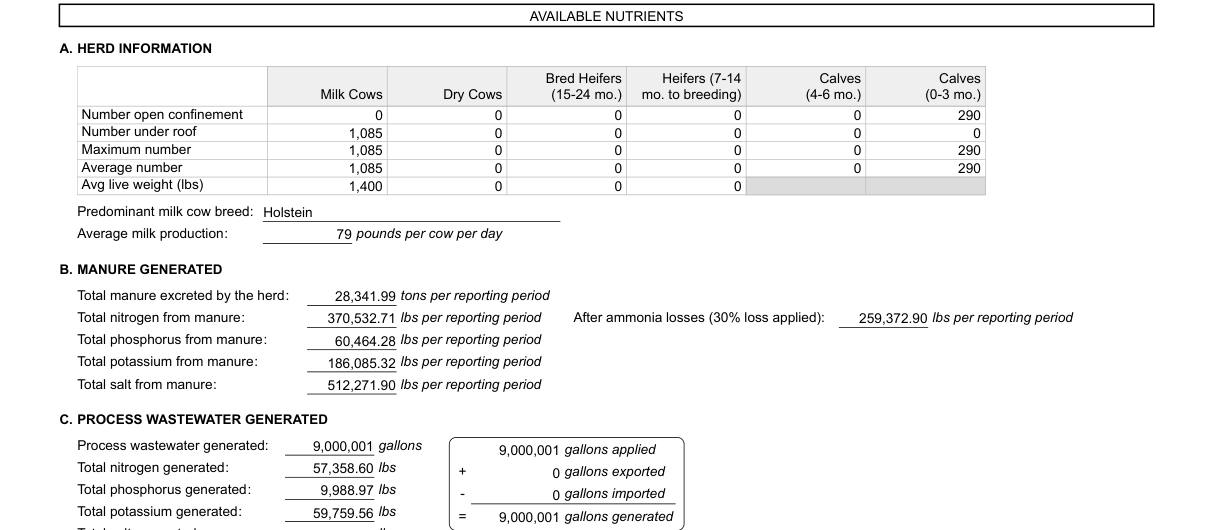 AVAILABLE NUTRIENTS
A. HERD INFORMATION
Milk Cows Dry Cows Bred Heifers (15-24 mo.) Heifers (7-14 mo. to breeding) Calves (4-6 mo.) Calves (0-3 mo.)
Number open confinement 0 0 0 0 0 290
Number under roof 1,085 0 0 0 0 0
Maximum number 1,085 0 0 0 0 290
Average number 1,085 0 0 0 0 290
Avg live weight (lbs) 1,400 0 0 0
Predominant milk cow breed: Holstein
Average milk production: 79 pounds per cow per day
B. MANURE GENERATED
Total manure excreted by the herd: 28,341.99 tons per reporting period
Total nitrogen from manure: 370,532.71 lbs per reporting period After ammonia losses (30% loss applied): 259,372.90 lbs per reporting period
Total phosphorus from manure: 60,464.28 lbs per reporting period
Total potassium from manure: 186,085.32 lbs per reporting period
Total salt from manure: 512,271.90 lbs per reporting period
C. PROCESS WASTEWATER GENERATED
Process wastewater generated: 9,000,001 gallons 9,000,001 gallons applied
Total nitrogen generated: 57,358.60 lbs + 0 gallons exported
Total phosphorus generated: 9,988.97 lbs - 0 gallons imported
Total potassium generated: 59,759.56 lbs = 9,000,001 gallons generated